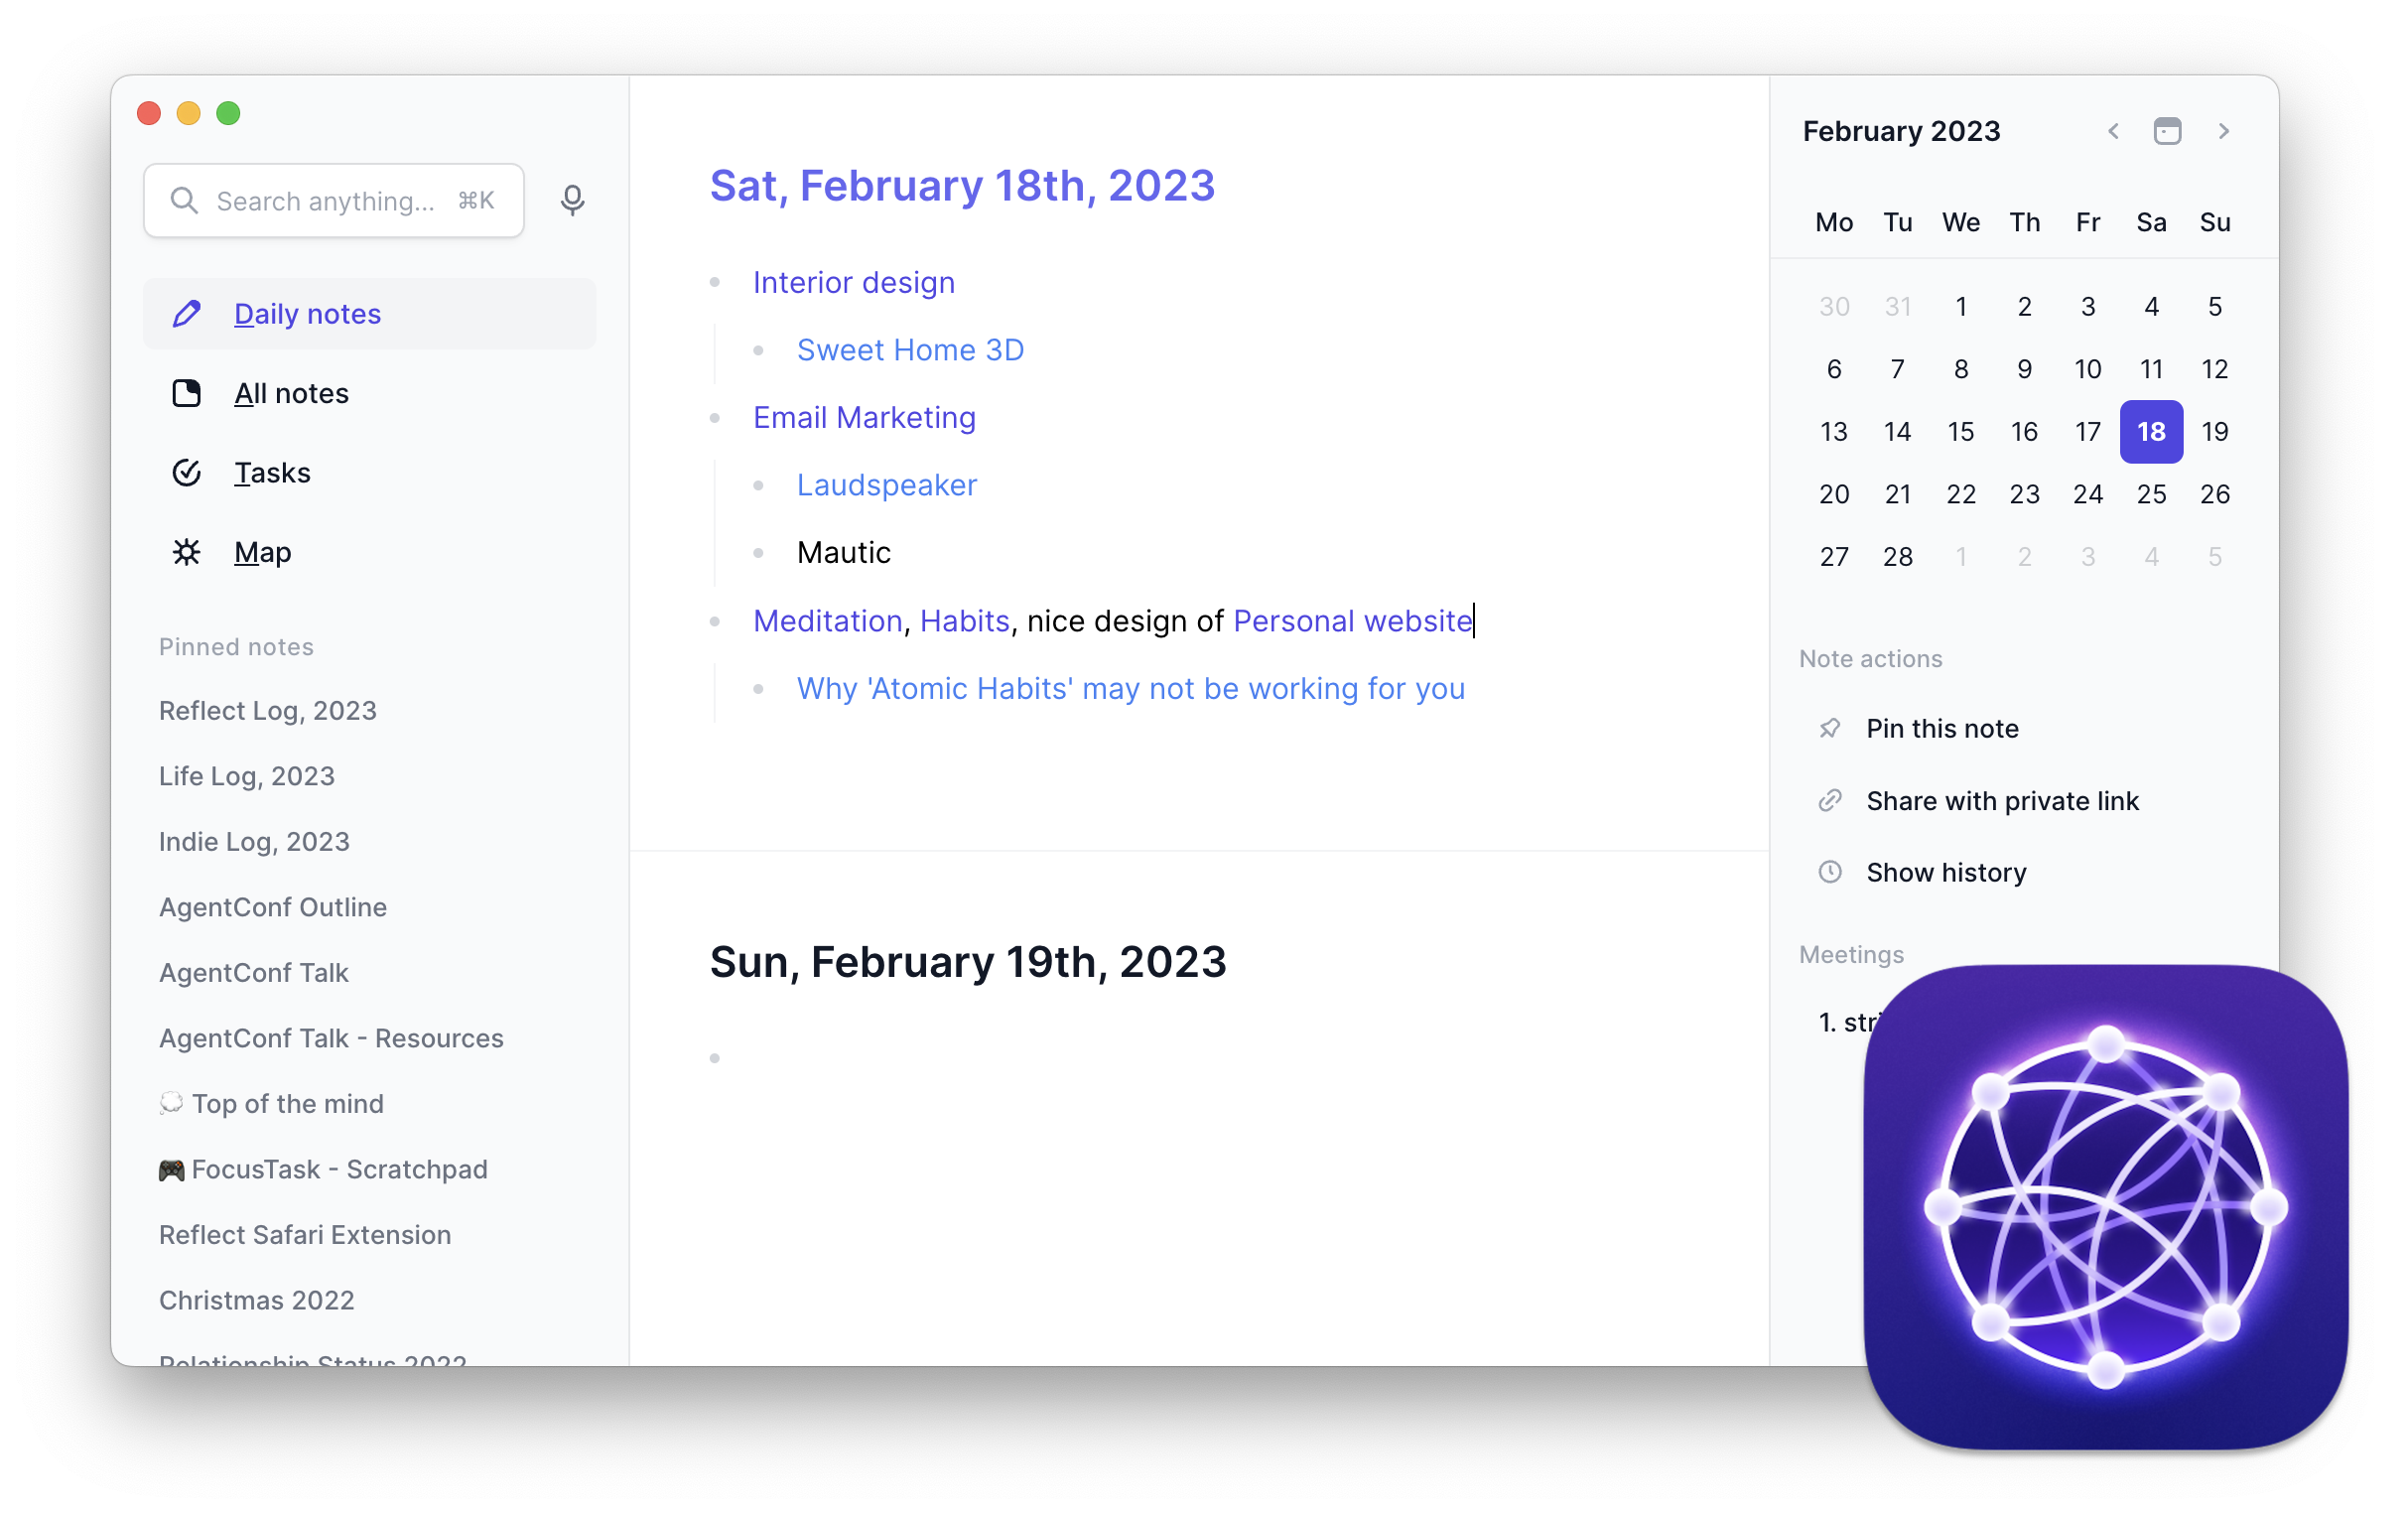 Search anything... ⌘K
Daily notes
All notes
Tasks
Map
Pinned notes
Reflect Log, 2023
Life Log, 2023
Indie Log, 2023
AgentConf Outline
AgentConf Talk
AgentConf Talk - Resources
💭 Top of the mind
🎮 FocusTask - Scratchpad
Reflect Safari Extension
Christmas 2022
Relationship Status 2022
Sat, February 18th, 2023
Interior design
Sweet Home 3D
Email Marketing
Laudspeaker
Mautic
Meditation, Habits, nice design of Personal website
Why 'Atomic Habits' may not be working for you
Sun, February 19th, 2023
February 2023
Mo Tu We Th Fr Sa Su
30 31 1 2 3 4 5
6 7 8 9 10 11 12
13 14 15 16 17 18 19
20 21 22 23 24 25 26
27 28 1 2 3 4 5
Note actions
Pin this note
Share with private link
Show history
Meetings
1.